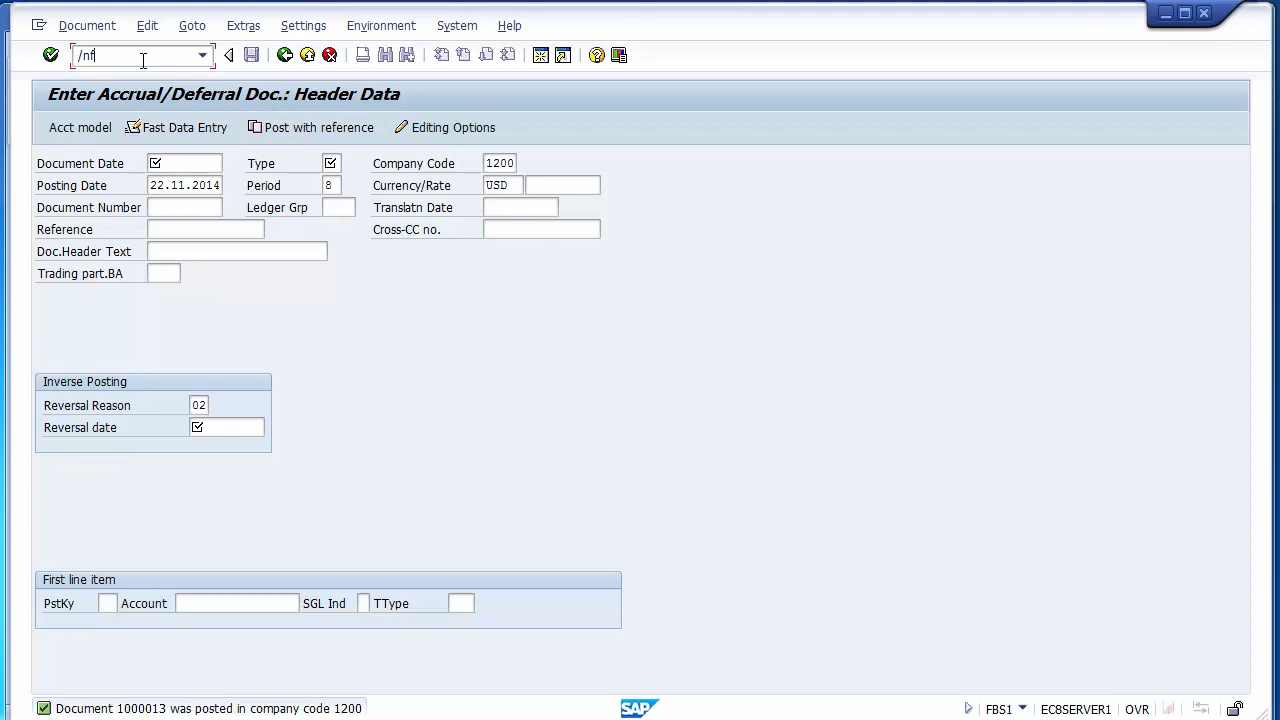 Document Edit Goto Extras Settings Environment System Help
/nf
Enter Accrual/Deferral Doc.: Header Data
Acct model Fast Data Entry Post with reference Editing Options
Document Date Type Company Code 1200
Posting Date 22.11.2014 Period 8 Currency/Rate USD
Document Number Ledger Grp Translatn Date
Reference Cross-CC no.
Doc.Header Text
Trading part.BA
Inverse Posting
Reversal Reason 02
Reversal date
First line item
PstKy Account SGL Ind TType
Document 1000013 was posted in company code 1200 SAP FBS1 EC8SERVER1 OVR